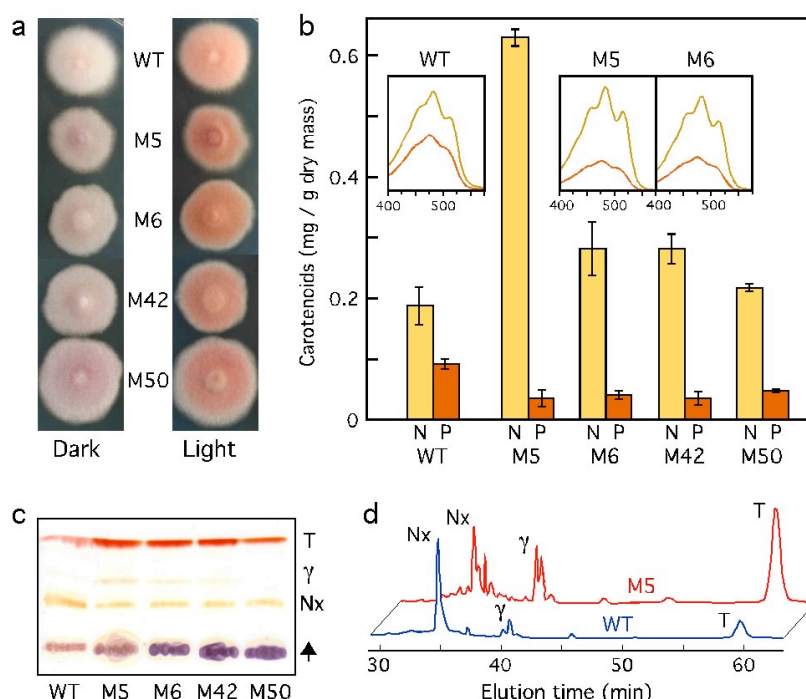 a
WT
M5
M6
M42
M50
Dark
Light
b
Carotenoids (mg / g dry mass)
0.6
0.4
0.2
0
WT
M5
M6
400 500
400 500
400 500
N P
N P
N P
N P
N P
WT
M5
M6
M42
M50
c
T
γ
Nx
WT M5 M6 M42 M50
d
Nx
Nx
γ
T
M5
γ
WT
T
30 40 50 60
Elution time (min)